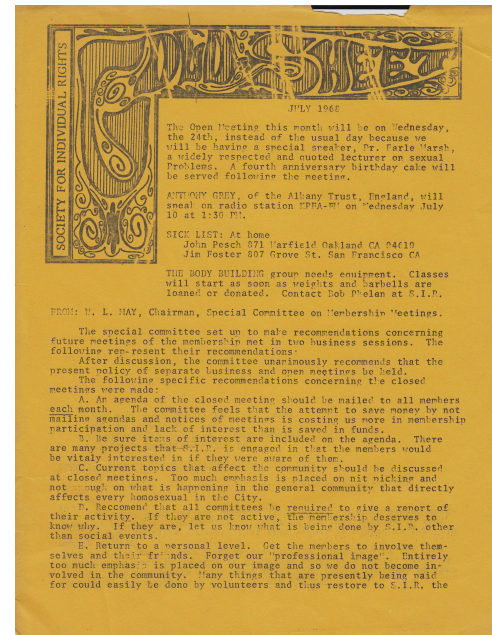 GOLD SHEET
SOCIETY FOR INDIVIDUAL RIGHTS
JULY 1968
The Open Meeting this month will be on Wednesday,
the 24th, instead of the usual day because we
will be having a special speaker, Dr. Earle Marsh,
a widely respected and quoted lecturer on sexual
Problems. A fourth anniversary birthday cake will
be served following the meeting.
ANTHONY GREY, of the Albany Trust, England, will
speak on radio station KPFA-FM on Wednesday July
10 at 1:30 PM.
SICK LIST: At home
John Pesch 871 Warfield Oakland CA 94610
Jim Foster 807 Grove St. San Francisco CA
THE BODY BUILDING group needs equipment. Classes
will start as soon as weights and barbells are
loaned or donated. Contact Bob Phelen at S.I.R.
FROM: W. L. MAY, Chairman, Special Committee on Membership Meetings.
The special committee set up to make recommendations concerning
future meetings of the membership met in two business sessions. The
following represent their recommendations:
After discussion, the committee unanimously recommends that the
present policy of separate business and open meetings be held.
The following specific recommendations concerning the closed
meetings were made:
A. An agenda of the closed meeting should be mailed to all members
each month. The committee feels that the attempt to save money by not
mailing agendas and notices of meetings is costing us more in membership
participation and lack of interest than is saved in funds.
B. Be sure items of interest are included on the agenda. There
are many projects that S.I.R. is engaged in that the members would
be vitaly interested in if they were aware of them.
C. Current topics that affect the community should be discussed
at closed meetings. Too much emphasis is placed on nit picking and
not enough on what is happening in the general community that directly
affects every homosexual in the City.
D. Reccomend that all committees be required to give a report of
their activity. If they are not active, the membership deserves to
know why. If they are, let us know what is being done by S.I.R. other
than social events.
E. Return to a personal level. Get the members to involve them-
selves and their friends. Forget our "professional image". Entirely
too much emphasis is placed on our image and so we do not become in-
volved in the community. Many things that are presently being paid
for could easily be done by volunteers and thus restore to S.I.R. the